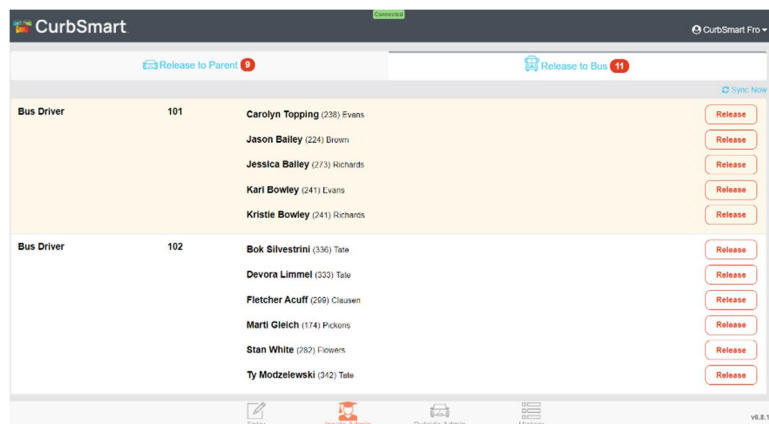 Connected
CurbSmart
CurbSmart Fro
Release to Parent 9
Release to Bus 11
Sync Now
Bus Driver 101 Carolyn Topping (238) Evans Release
Jason Bailey (224) Brown Release
Jessica Bailey (273) Richards Release
Kari Bowley (241) Evans Release
Kristie Bowley (241) Richards Release
Bus Driver 102 Bok Silvestrini (336) Tate Release
Devora Limmel (333) Tate Release
Fletcher Acuff (299) Clausen Release
Marti Gleich (174) Pickens Release
Stan White (282) Flowers Release
Ty Modzelewski (342) Tate Release
Entry Inside Admin Outside Admin History
v6.8.1